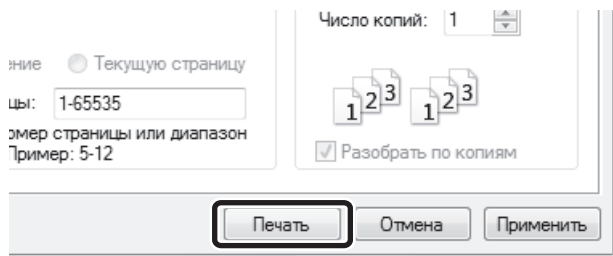 Число копий: 1
ение Текущую страницу
цы: 1-65535
омер страницы или диапазон
Пример: 5-12
1 2 3 1 2 3
Разобрать по копиям
Печать Отмена Применить